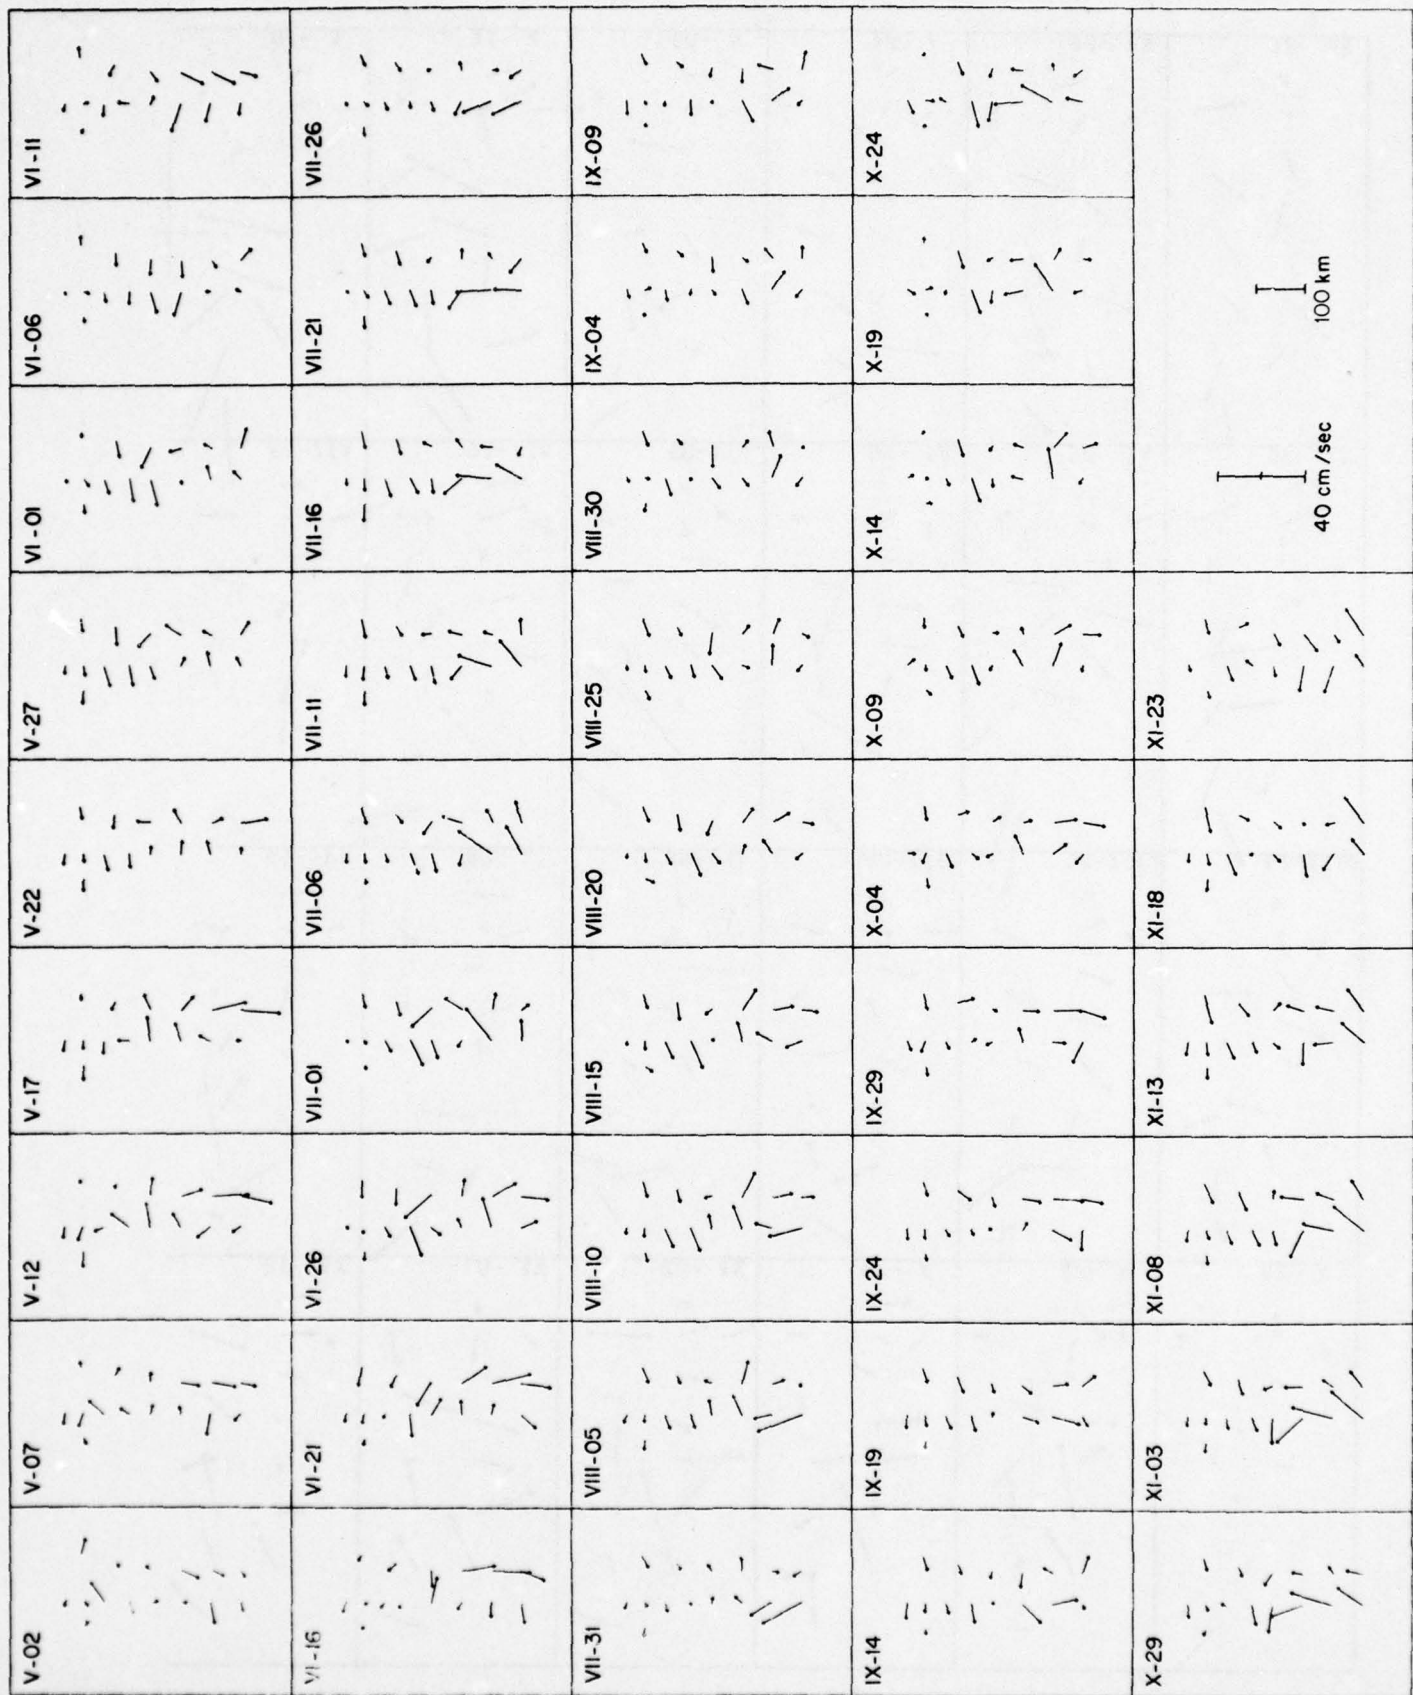 V-02 V-07 V-12 V-17 V-22 V-27 VI-01 VI-06 VI-11
VI-16 VI-21 VI-26 VII-01 VII-06 VII-11 VII-16 VII-21 VII-26
VII-31 VIII-05 VIII-10 VIII-15 VIII-20 VIII-25 VIII-30 IX-04 IX-09
IX-14 IX-19 IX-24 IX-29 X-04 X-09 X-14 X-19 X-24
X-29 XI-03 XI-08 XI-13 XI-18 XI-23
40 cm/sec 100 km